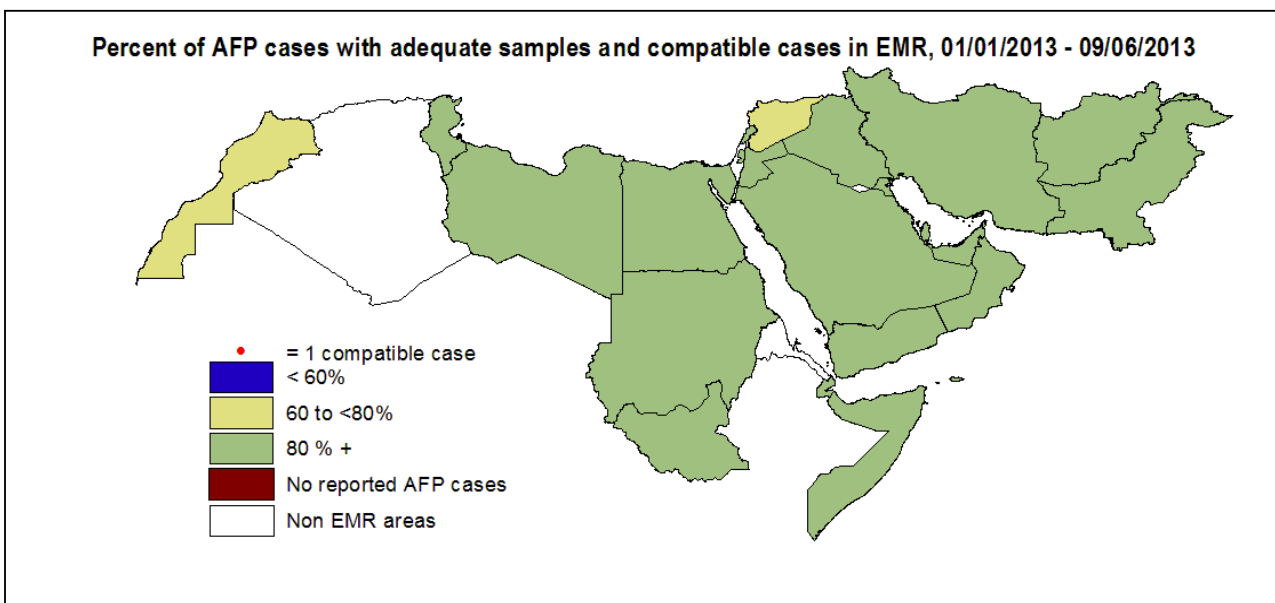 Percent of AFP cases with adequate samples and compatible cases in EMR, 01/01/2013 - 09/06/2013
= 1 compatible case
< 60%
60 to <80%
80 % +
No reported AFP cases
Non EMR areas